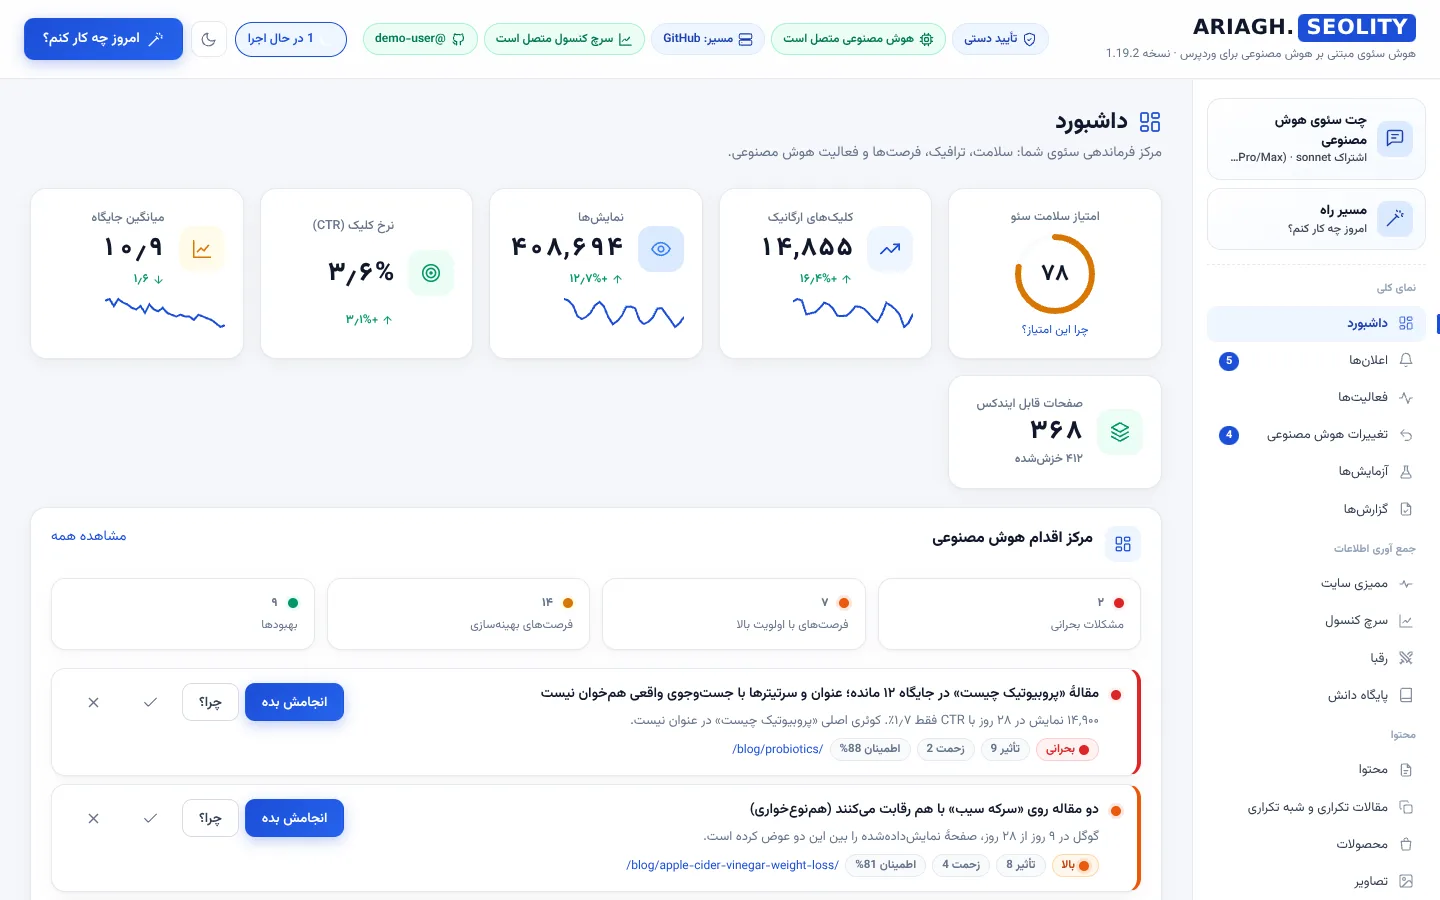 ARIAGH. SEOLITY
هوش سئوی مبتنی بر هوش مصنوعی برای وردپرس · نسخه 1.19.2
تأیید دستی
هوش مصنوعی متصل است
مسیر: GitHub
سرچ کنسول متصل است
@demo-user
1 در حال اجرا
امروز چه کار کنم؟
چت سئوی هوش مصنوعی
اشتراک Pro/Max) · sonnet…
مسیر راه
امروز چه کار کنم؟
نمای کلی
داشبورد
اعلان‌ها
5
فعالیت‌ها
تغییرات هوش مصنوعی
4
آزمایش‌ها
گزارش‌ها
جمع آوری اطلاعات
ممیزی سایت
سرچ کنسول
رقبا
پایگاه دانش
محتوا
محتوا
مقالات تکراری و شبه تکراری
محصولات
تصاویر
داشبورد
مرکز فرماندهی سئوی شما: سلامت، ترافیک، فرصت‌ها و فعالیت هوش مصنوعی.
امتیاز سلامت سئو
۷۸
چرا این امتیاز؟
کلیک‌های ارگانیک
۱۴,۸۵۵
↑ +۱۶٫۴%
نمایش‌ها
۴۰۸,۶۹۴
↑ +۱۲٫۷%
نرخ کلیک (CTR)
۳٫۶%
↑ +۳٫۱%
میانگین جایگاه
۱۰٫۹
↓ ۱٫۶
صفحات قابل ایندکس
۳۶۸
۴۱۲ خزش‌شده
مرکز اقدام هوش مصنوعی
مشاهده همه
۲
مشکلات بحرانی
۷
فرصت‌های با اولویت بالا
۱۴
فرصت‌های بهینه‌سازی
۹
بهبودها
مقالهٔ «پروبیوتیک چیست» در جایگاه ۱۲ مانده؛ عنوان و سرتیترها با جست‌وجوی واقعی هم‌خوان نیست
۱۴,۹۰۰ نمایش در ۲۸ روز با CTR فقط ۱٫۷٪. کوئری اصلی «پروبیوتیک چیست» در عنوان نیست.
بحرانی
تأثیر 9
زحمت 2
اطمینان 88%
/blog/probiotics/
انجامش بده
چرا؟
دو مقاله روی «سرکه سیب» با هم رقابت می‌کنند (هم‌نوع‌خواری)
گوگل در ۹ روز از ۲۸ روز، صفحهٔ نمایش‌داده‌شده را بین این دو عوض کرده است.
بالا
تأثیر 8
زحمت 4
اطمینان 81%
/blog/apple-cider-vinegar-weight-loss/
انجامش بده
چرا؟